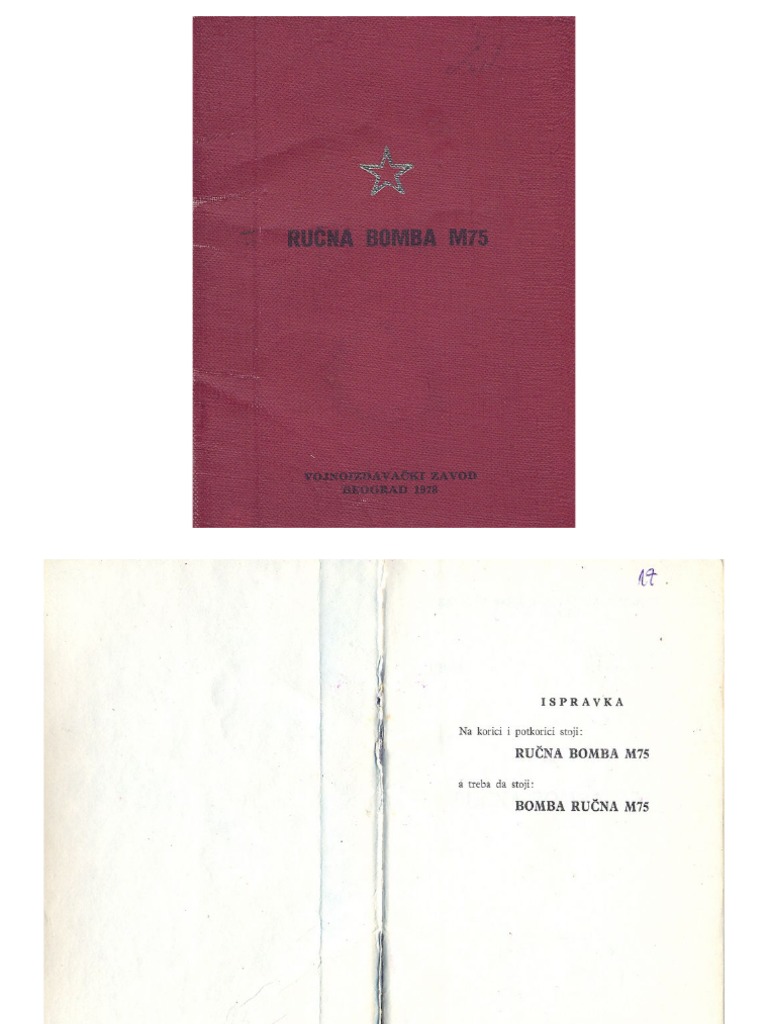 RUČNA BOMBA M75
VOJNOIZDAVAČKI ZAVOD
BEOGRAD 1978
17
ISPRAVKA
Na korici i potkorici stoji:
RUČNA BOMBA M75
a treba da stoji:
BOMBA RUČNA M75